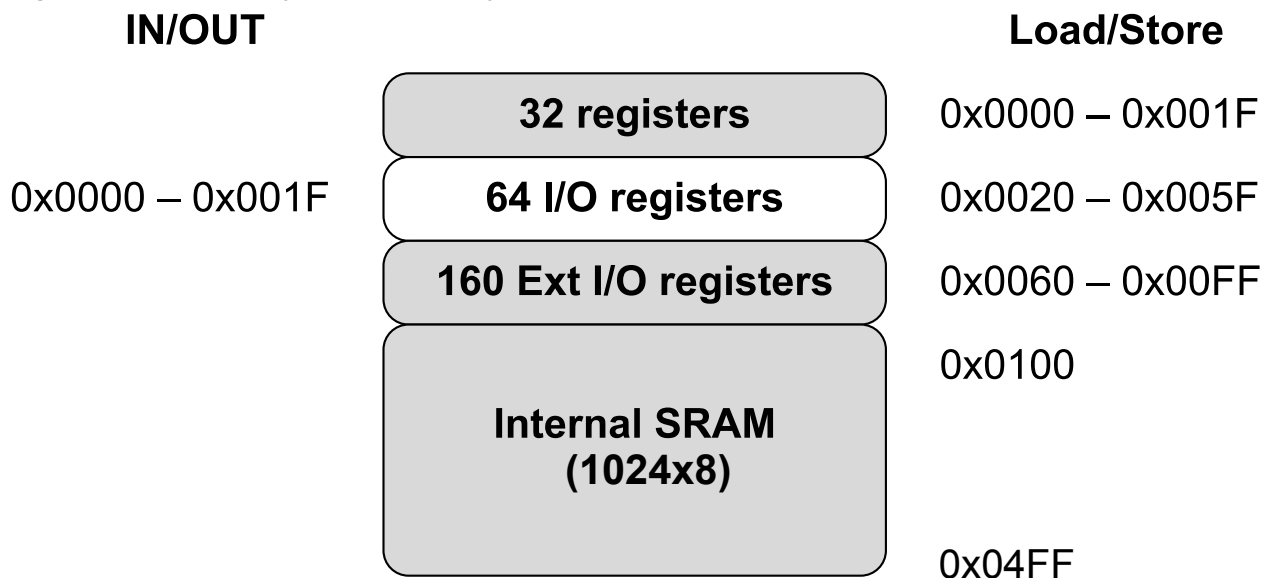 IN/OUT
Load/Store
32 registers
0x0000 – 0x001F
0x0000 – 0x001F
64 I/O registers
0x0020 – 0x005F
160 Ext I/O registers
0x0060 – 0x00FF
0x0100
Internal SRAM
(1024x8)
0x04FF